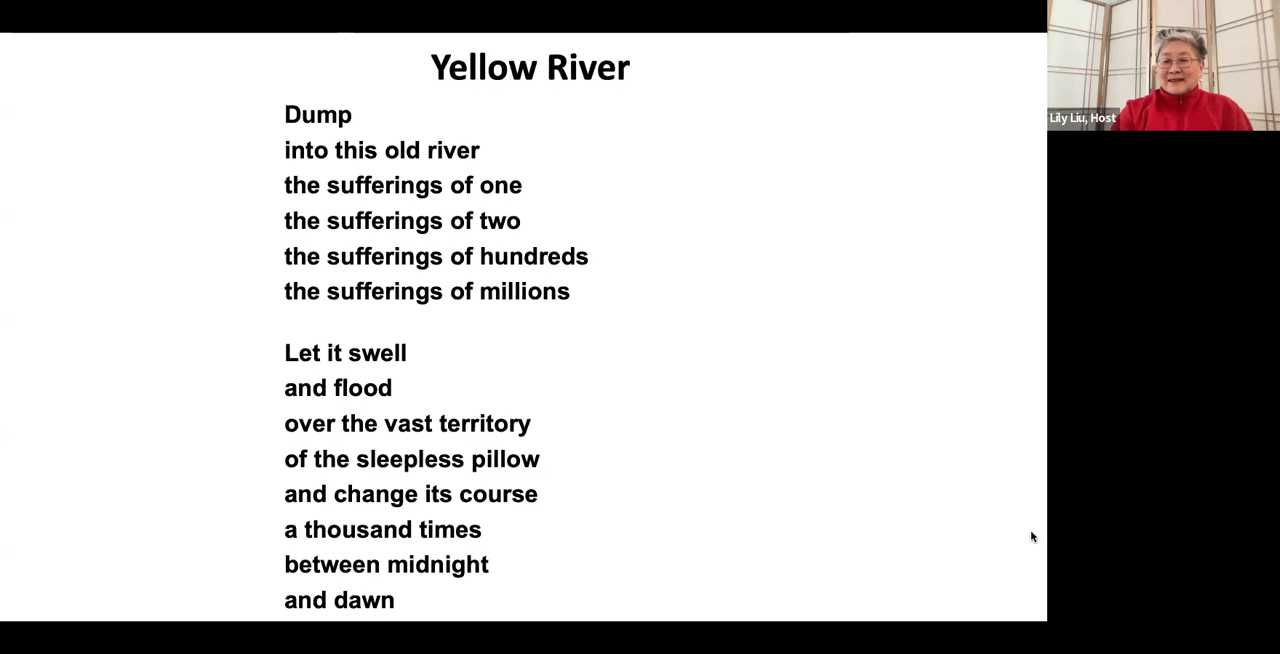 Yellow River
Dump
into this old river
the sufferings of one
the sufferings of two
the sufferings of hundreds
the sufferings of millions
Let it swell
and flood
over the vast territory
of the sleepless pillow
and change its course
a thousand times
between midnight
and dawn
Lily Liu, Host